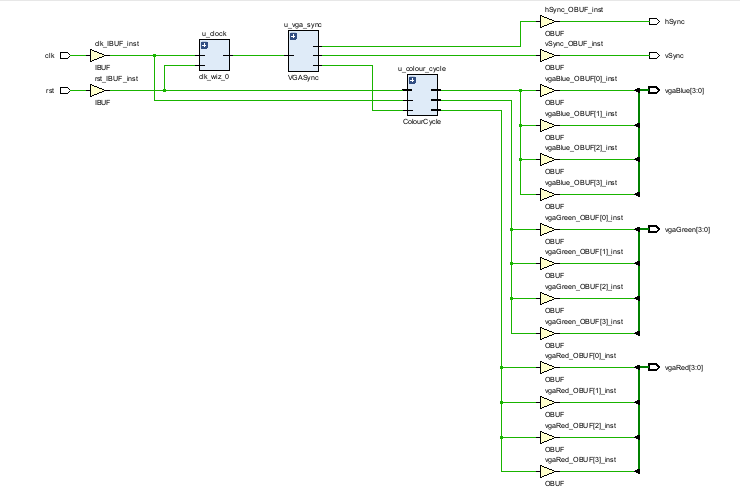 hSync_OBUF_inst
hSync
OBUF
u_vga_sync
u_clock
clk_IBUF_inst
vSync_OBUF_inst
clk
vSync
IBUF
OBUF
clk_wiz_0
VGASync
rst_IBUF_inst
u_colour_cycle
vgaBlue_OBUF[0]_inst
rst
vgaBlue[3:0]
IBUF
OBUF
vgaBlue_OBUF[1]_inst
ColourCycle
OBUF
vgaBlue_OBUF[2]_inst
OBUF
vgaBlue_OBUF[3]_inst
OBUF
vgaGreen_OBUF[0]_inst
vgaGreen[3:0]
OBUF
vgaGreen_OBUF[1]_inst
OBUF
vgaGreen_OBUF[2]_inst
OBUF
vgaGreen_OBUF[3]_inst
OBUF
vgaRed_OBUF[0]_inst
vgaRed[3:0]
OBUF
vgaRed_OBUF[1]_inst
OBUF
vgaRed_OBUF[2]_inst
OBUF
vgaRed_OBUF[3]_inst
OBUF